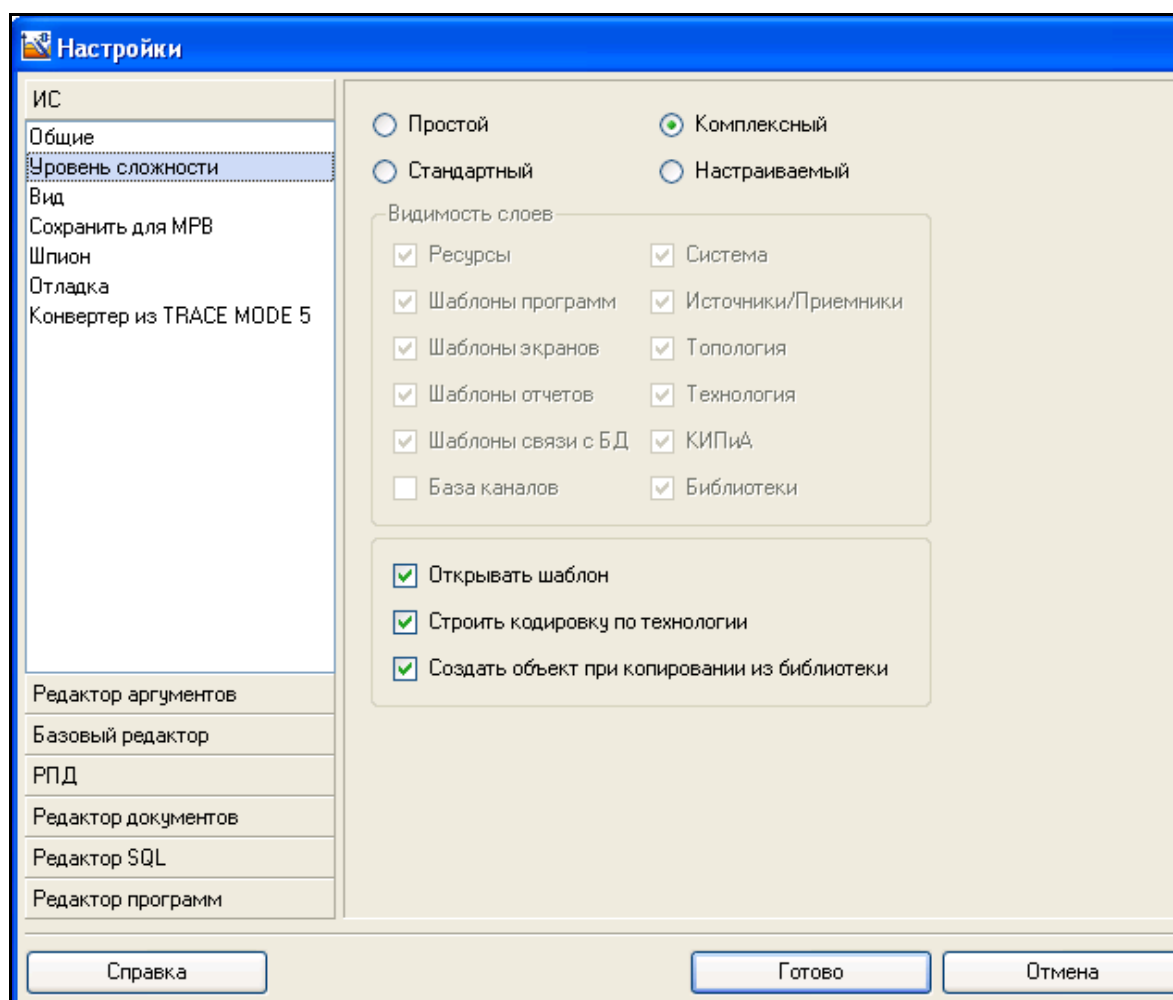 Настройки
ИС
Общие
Уровень сложности
Вид
Сохранить для МРВ
Шпион
Отладка
Конвертер из TRACE MODE 5
Редактор аргументов
Базовый редактор
РПД
Редактор документов
Редактор SQL
Редактор программ
Простой
Комплексный
Стандартный
Настраиваемый
Видимость слоев
Ресурсы
Система
Шаблоны программ
Источники/Приемники
Шаблоны экранов
Топология
Шаблоны отчетов
Технология
Шаблоны связи с БД
КИПиА
База каналов
Библиотеки
Открывать шаблон
Строить кодировку по технологии
Создать объект при копировании из библиотеки
Справка
Готово
Отмена